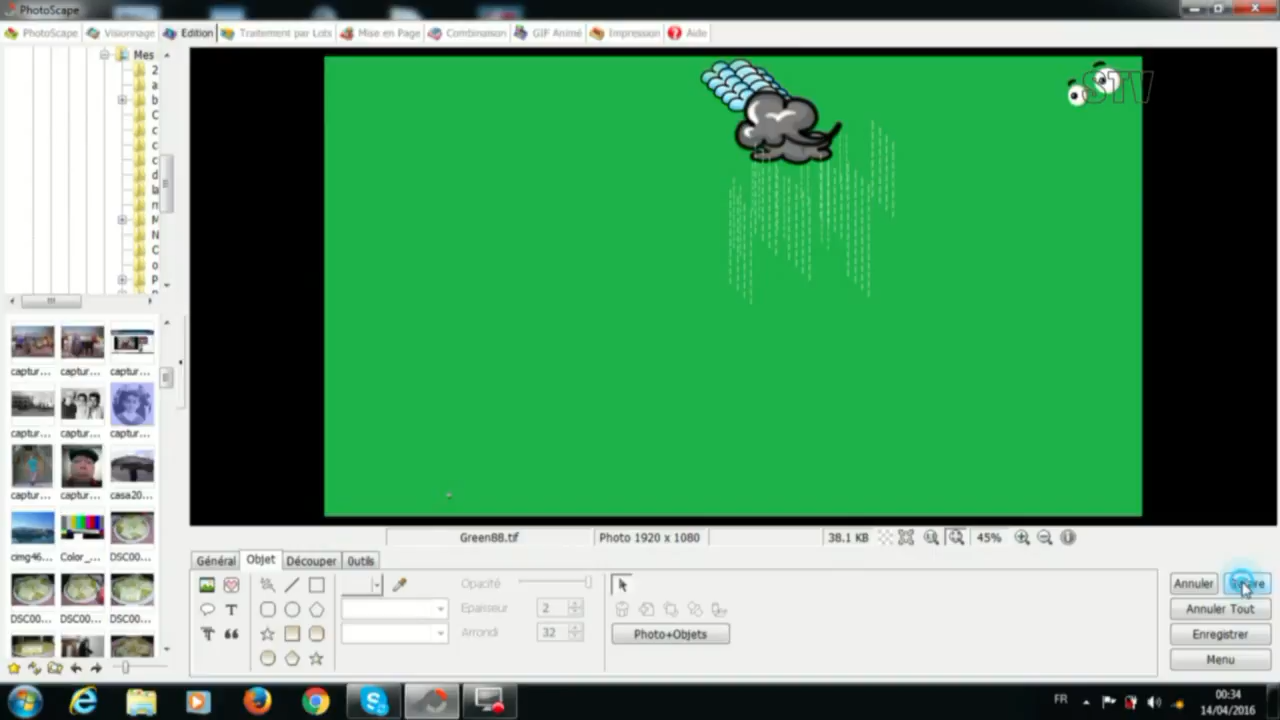 PhotoScape
PhotoScape Visionnage Edition Traitement par Lots Mise en Page Combinaison GIF Animé Impression Aide
Mes
2
a
b
C
c
c
c
d
m
M
N
C
o
P
STV
captur... captur... captur...
captur... captur... captur...
captur... captur... casa20...
cimg46... Color_... DSC00...
DSC00... DSC00... DSC00...
Green88.tif Photo 1920 x 1080 38.1 KB 45%
Général Objet Découper Outils
Opacité
Epaisseur 2
Arrondi 32
Photo+Objets
Annuler
Annuler Tout
Enregistrer
Menu
FR 00:34
14/04/2016